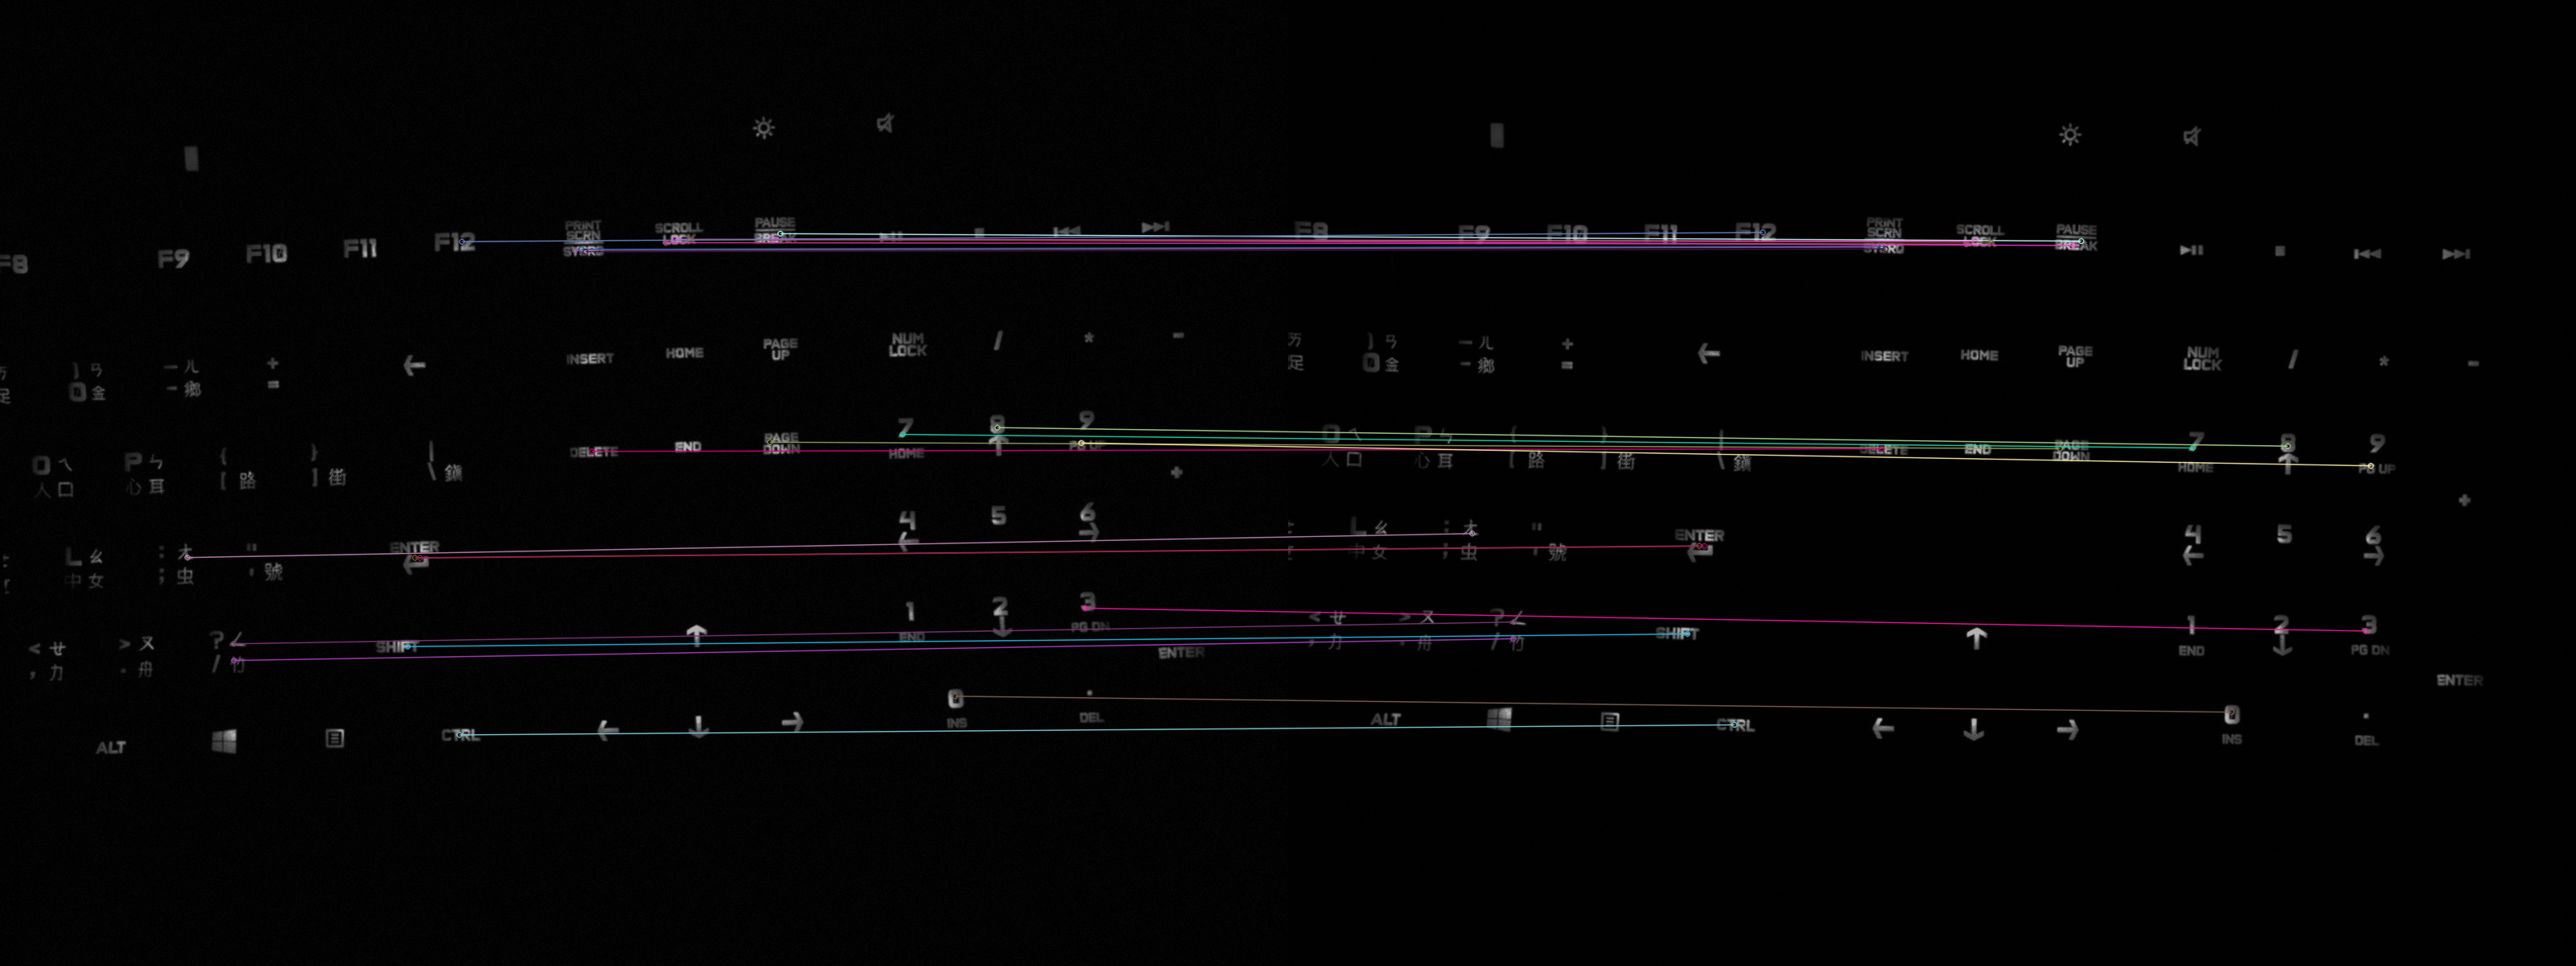 F8 F9 F10 F11 F12 PRINT SCRN SYSRQ SCROLL LOCK PAUSE BREAK
足 ) ㄢ 0 金 ㄦ - 鄉 + = ← INSERT HOME PAGE UP NUM LOCK / * -
O ㄟ 人 口 P ㄣ 心 耳 { [ 路 } ] 街 | \ 鎮 DELETE END PAGE DOWN 7 HOME 8 ↑ 9 PG UP +
L ㄠ 中 女 : ㄤ ; 虫 " ' 號 ENTER 4 ← 5 6 →
< ㄝ , 力 > ㄡ . 舟 ? ㄥ / 竹 SHIFT ↑ 1 END 2 ↓ 3 PG DN ENTER
ALT CTRL ← ↓ → 0 INS . DEL
F8 F9 F10 F11 F12 PRINT SCRN SYSRQ SCROLL LOCK PAUSE BREAK
ㄞ 足 ) ㄢ 0 金 ㄦ - 鄉 + = ← INSERT HOME PAGE UP NUM LOCK / * -
O ㄟ 人 口 P ㄣ 心 耳 { [ 路 } ] 街 | \ 鎮 DELETE END PAGE DOWN 7 HOME 8 ↑ 9 PG UP +
L ㄠ 中 女 : ㄤ ; 虫 " ' 號 ENTER 4 ← 5 6 →
< ㄝ , 力 > ㄡ . 舟 ? ㄥ / 竹 SHIFT ↑ 1 END 2 ↓ 3 PG DN ENTER
ALT CTRL ← ↓ → 0 INS . DEL